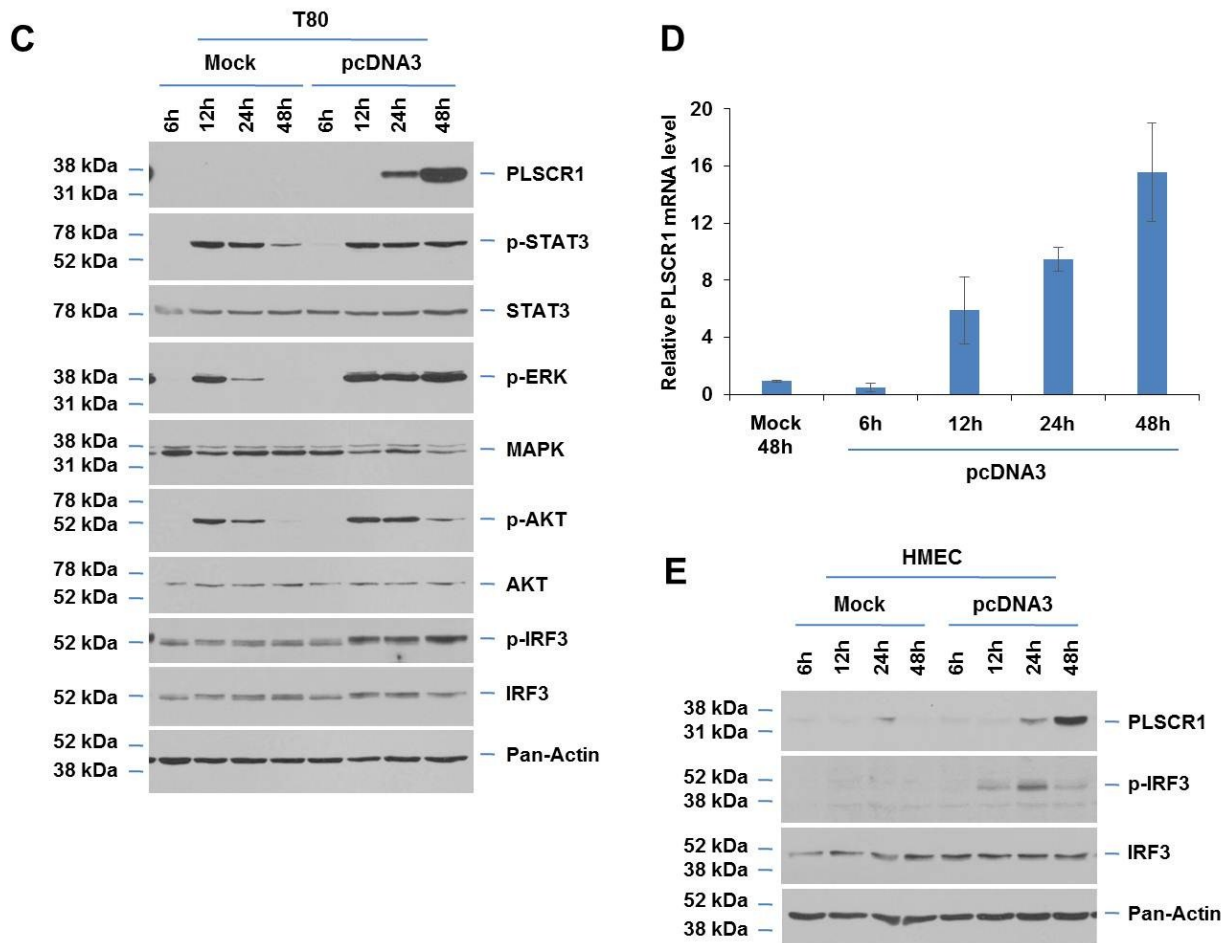 C
T80
Mock
pcDNA3
6h
12h
24h
48h
6h
12h
24h
48h
38 kDa
31 kDa
PLSCR1
78 kDa
52 kDa
p-STAT3
78 kDa
STAT3
38 kDa
31 kDa
p-ERK
38 kDa
31 kDa
MAPK
78 kDa
52 kDa
p-AKT
78 kDa
52 kDa
AKT
52 kDa
p-IRF3
52 kDa
IRF3
52 kDa
38 kDa
Pan-Actin
D
Relative PLSCR1 mRNA level
20
16
12
8
4
0
Mock
48h
6h
12h
24h
48h
pcDNA3
E
HMEC
Mock
pcDNA3
6h
12h
24h
48h
6h
12h
24h
48h
38 kDa
31 kDa
PLSCR1
52 kDa
38 kDa
p-IRF3
52 kDa
38 kDa
IRF3
52 kDa
38 kDa
Pan-Actin